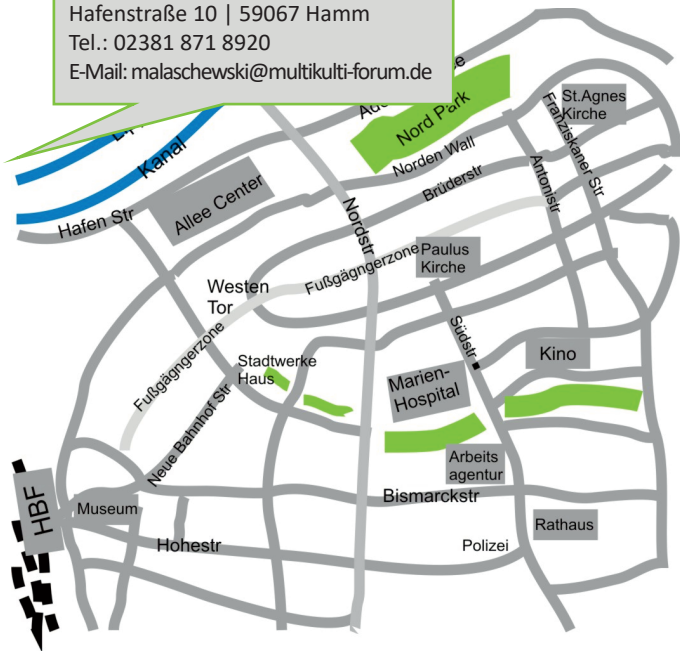 Hafenstraße 10 | 59067 Hamm
Tel.: 02381 871 8920
E-Mail: malaschewski@multikulti-forum.de
Nord Park
St.Agnes
Kirche
Franziskaner Str
Kanal
Norden Wall
Antonistr
Allee Center
Brüderstr
Hafen Str
Nordstr
Paulus
Kirche
Fußgägngerzone
Westen
Tor
Südstr
Fußgägngerzone
Stadtwerke
Haus
Kino
Marien-
Hospital
Neue Bahnhof Str
Arbeits
agentur
Bismarckstr
HBF
Museum
Rathaus
Hohestr
Polizei